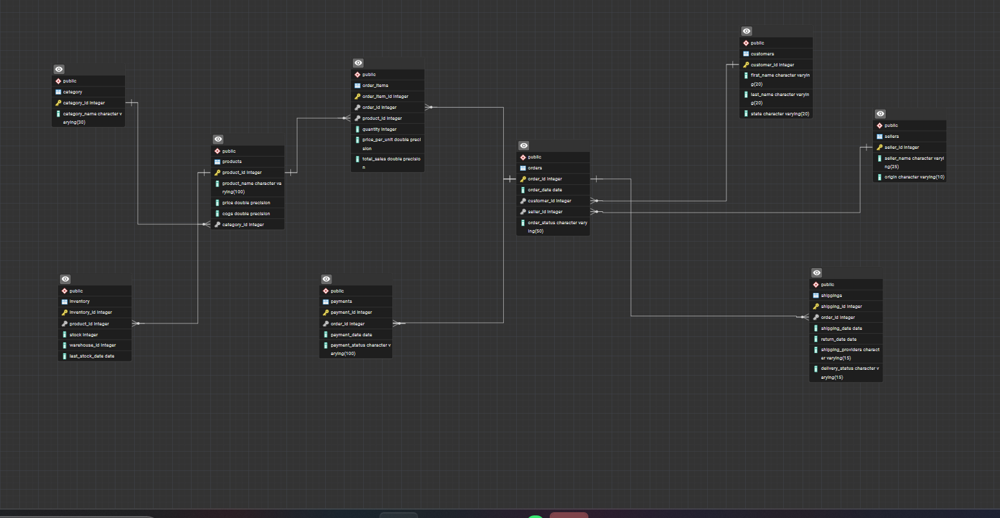 public
category
category_id integer
category_name character v
arying(30)
public
products
product_id integer
product_name character va
rying(100)
price double precision
cogs double precision
category_id integer
public
order_items
order_item_id integer
order_id integer
product_id integer
quantity integer
price_per_unit double preci
sion
total_sales double precisio
n
public
orders
order_id integer
order_date date
customer_id integer
seller_id integer
order_status character vary
ing(50)
public
customers
customer_id integer
first_name character varyin
g(20)
last_name character varyin
g(20)
state character varying(20)
public
sellers
seller_id integer
seller_name character varyi
ng(25)
origin character varying(10)
public
inventory
inventory_id integer
product_id integer
stock integer
warehouse_id integer
last_stock_date date
public
payments
payment_id integer
order_id integer
payment_date date
payment_status character v
arying(100)
public
shippings
shipping_id integer
order_id integer
shipping_date date
return_date date
shipping_providers charact
er varying(15)
delivery_status character v
arying(15)